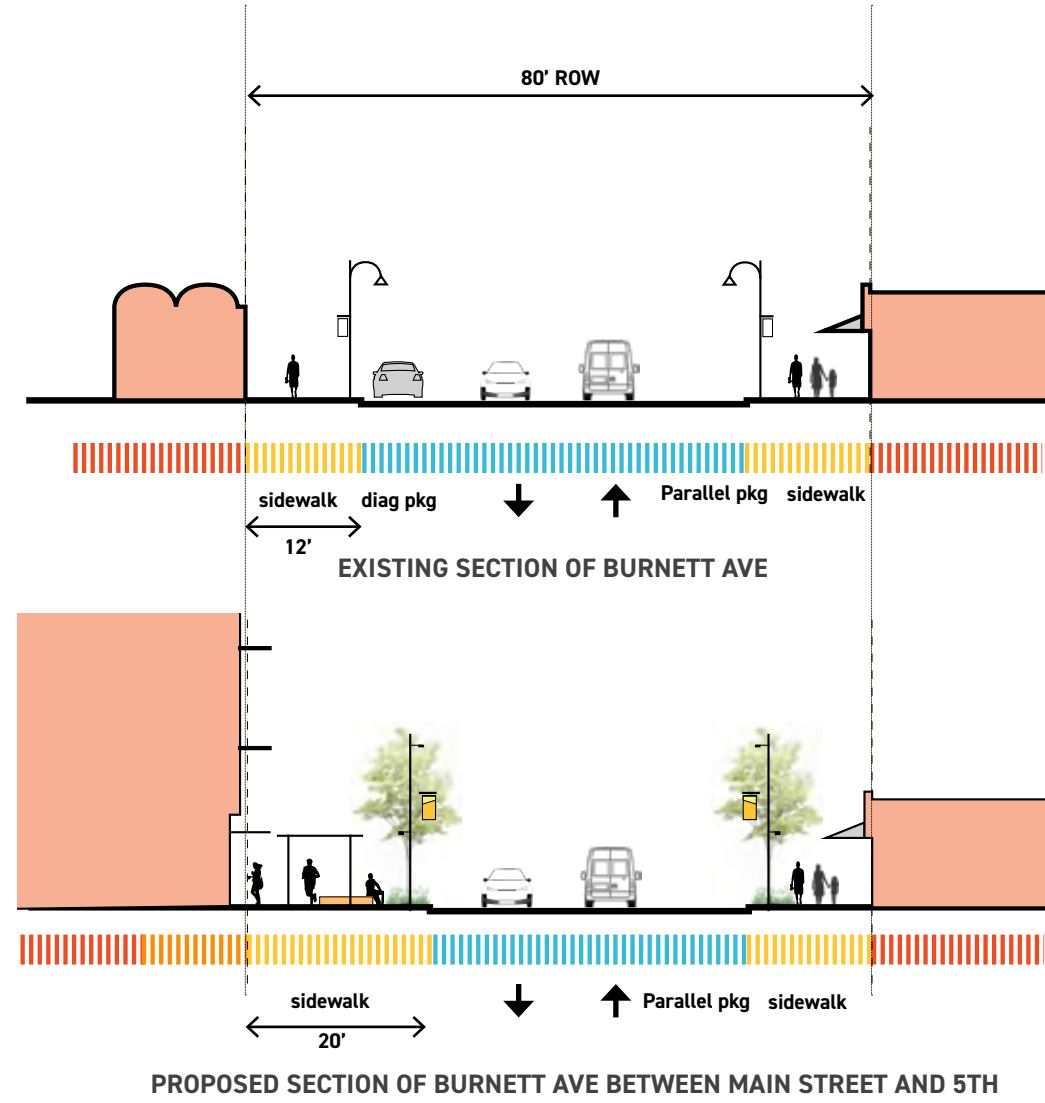 80’ ROW
sidewalk diag pkg Parallel pkg sidewalk
12’
EXISTING SECTION OF BURNETT AVE
sidewalk Parallel pkg sidewalk
20’
PROPOSED SECTION OF BURNETT AVE BETWEEN MAIN STREET AND 5TH